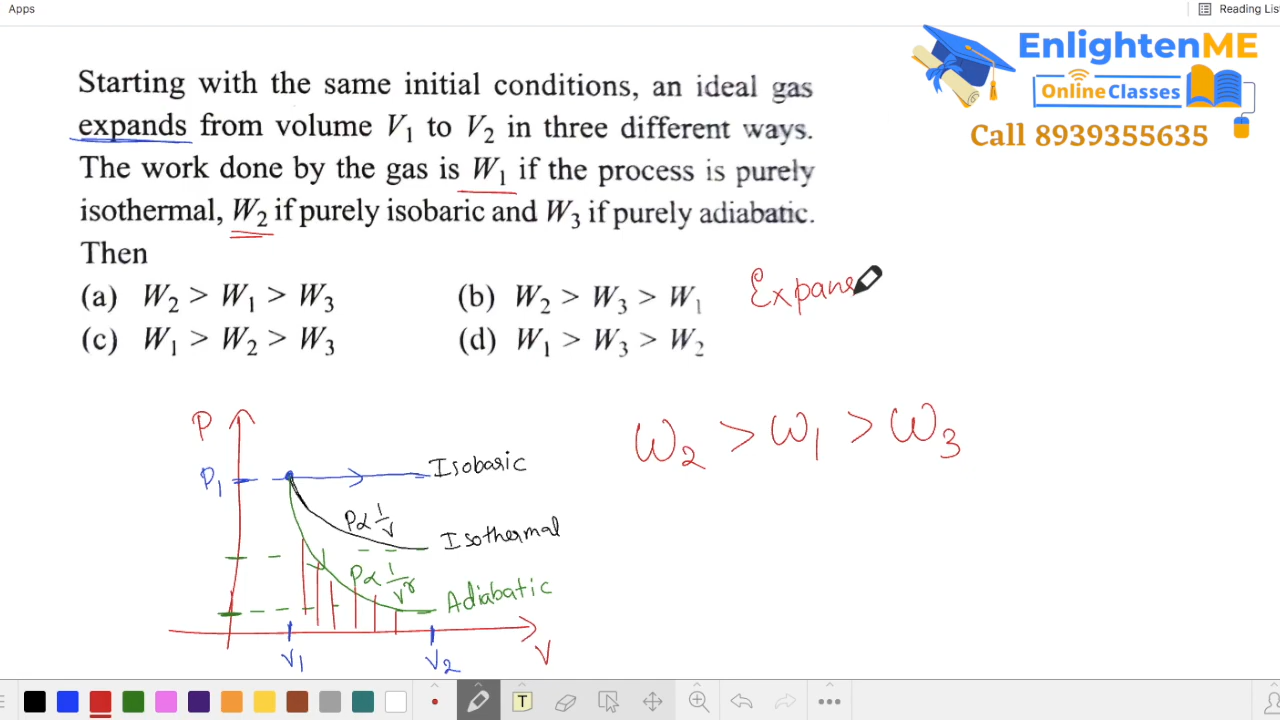 Apps
Reading List
EnlightenME
OnlineClasses
Call 8939355635
Starting with the same initial conditions, an ideal gas
expands from volume V₁ to V₂ in three different ways.
The work done by the gas is W₁ if the process is purely
isothermal, W₂ if purely isobaric and W₃ if purely adiabatic.
Then
(a) W₂ > W₁ > W₃
(b) W₂ > W₃ > W₁
(c) W₁ > W₂ > W₃
(d) W₁ > W₃ > W₂
Expans
W₂ > W₁ > W₃
P
P₁
Isobaric
P∝ 1/V
Isothermal
P∝ 1/V^γ
Adiabatic
V₁
V₂
V
T